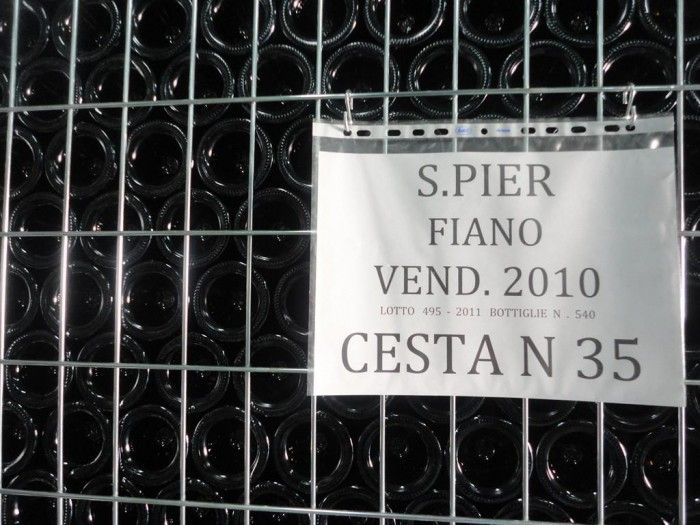 S.PIER
FIANO
VEND. 2010
LOTTO 495 - 2011 BOTTIGLIE N . 540
CESTA N 35